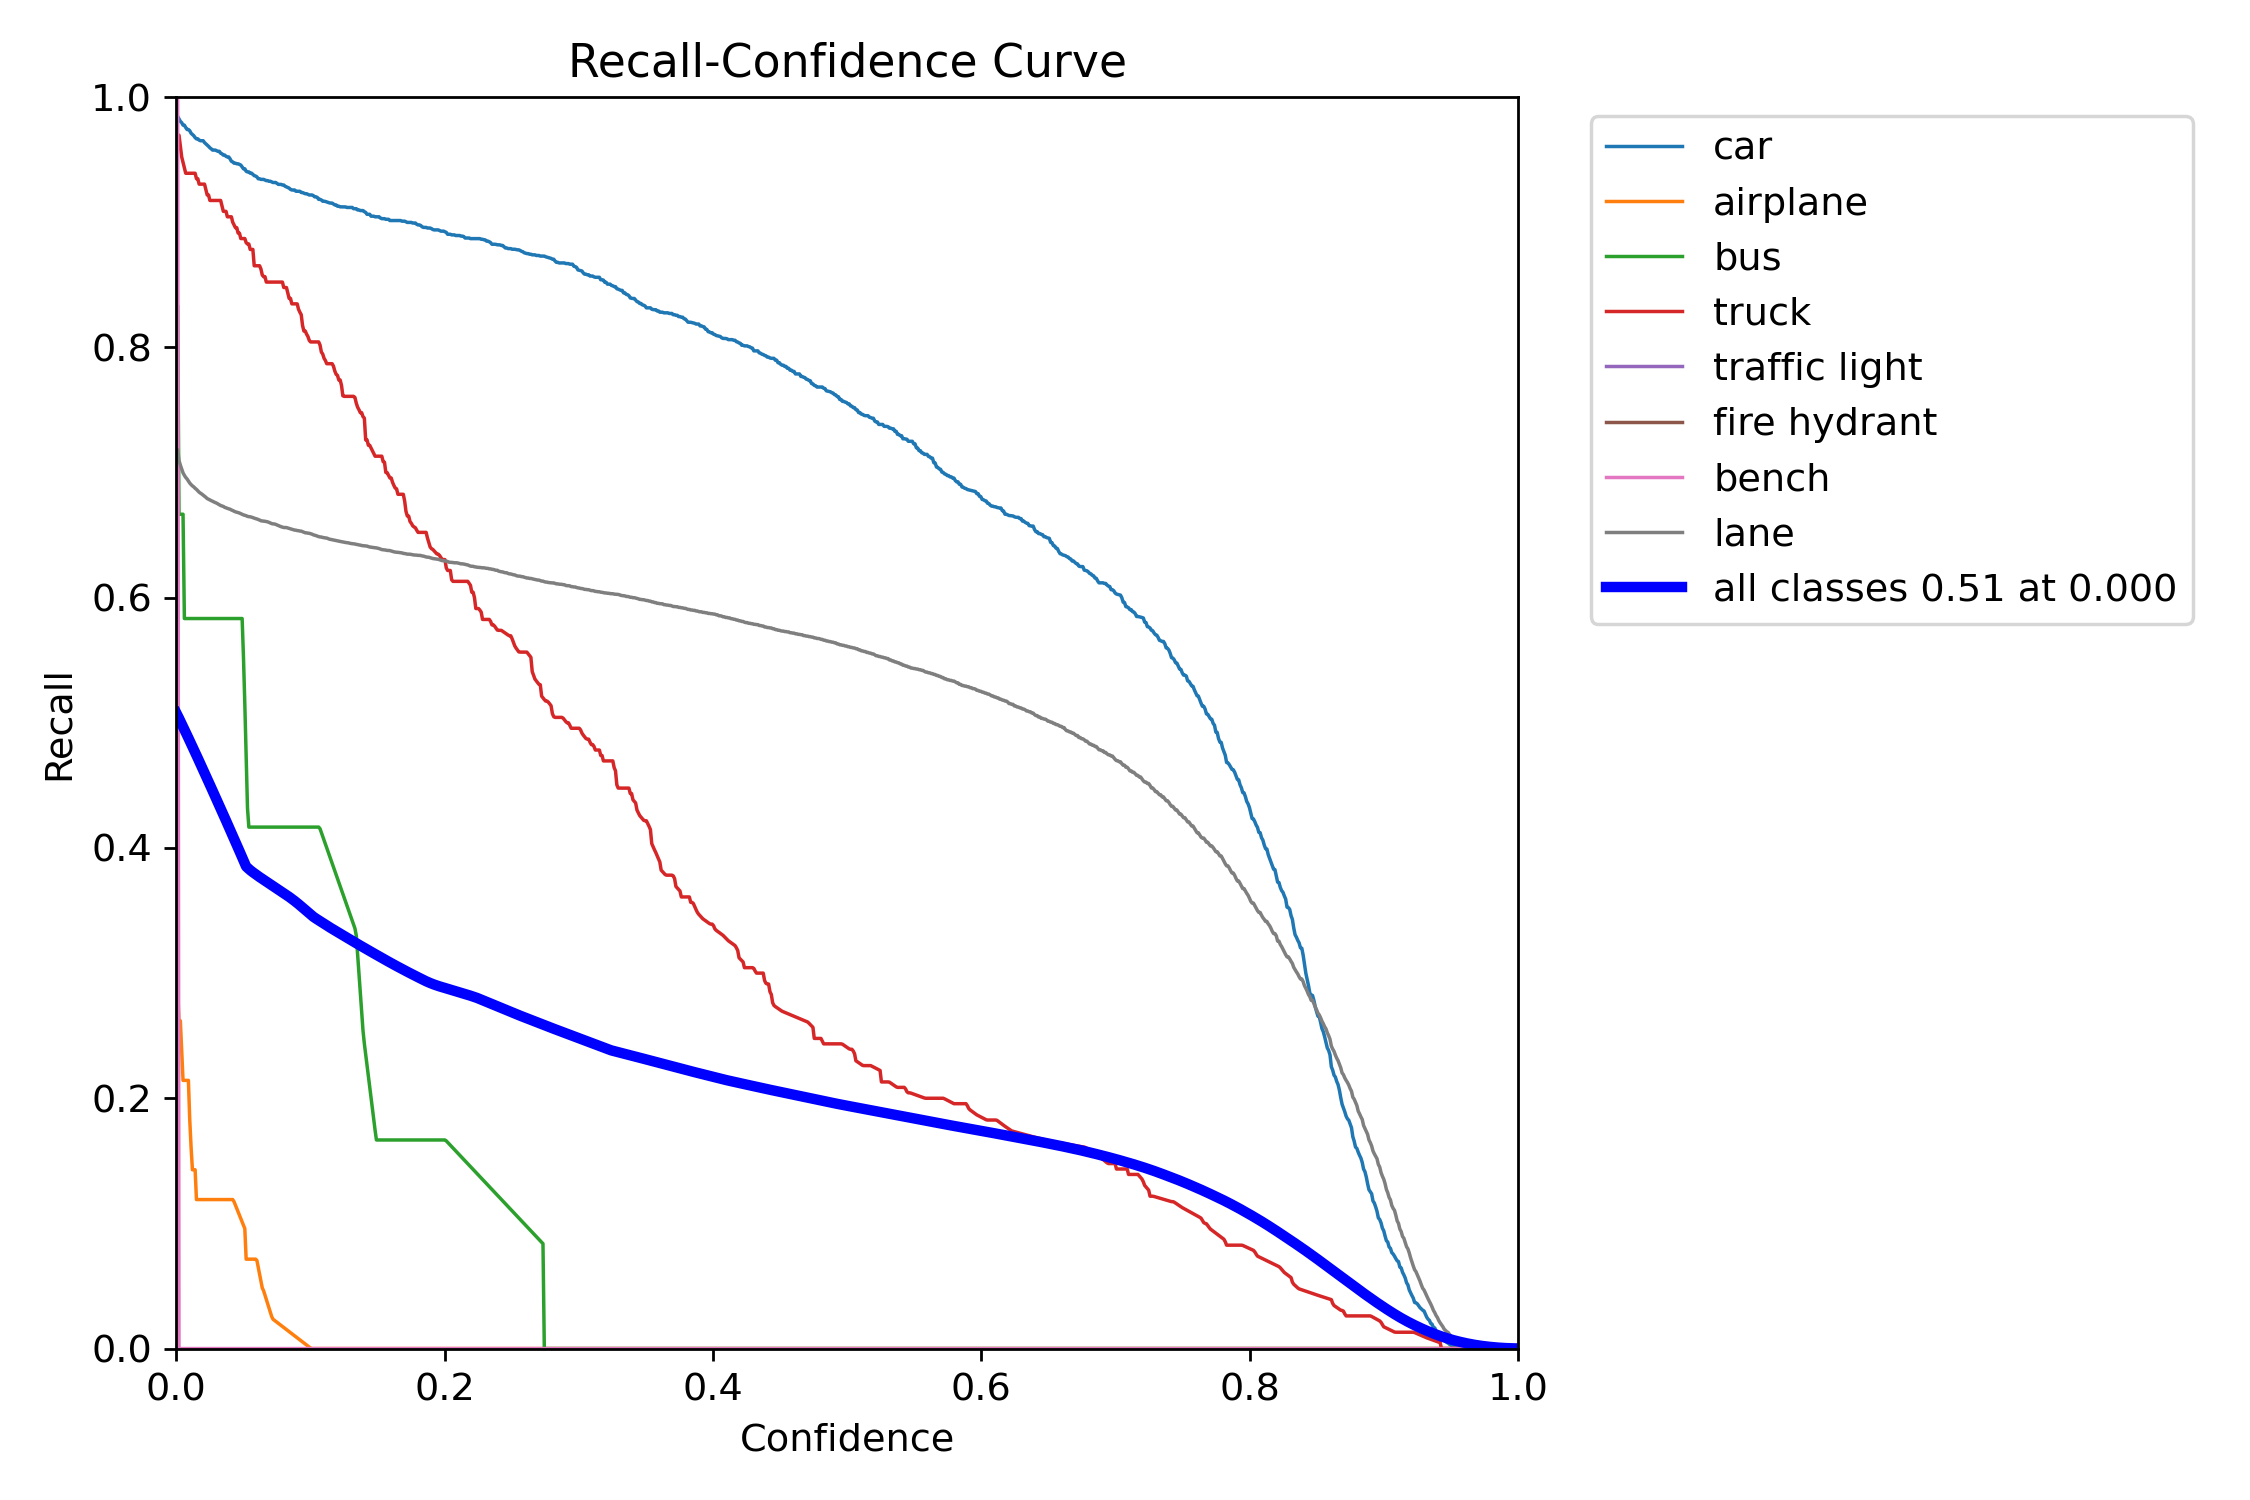 Recall-Confidence Curve
1.0
0.8
0.6
0.4
0.2
0.0
Recall
0.0 0.2 0.4 0.6 0.8 1.0
Confidence
car
airplane
bus
truck
traffic light
fire hydrant
bench
lane
all classes 0.51 at 0.000